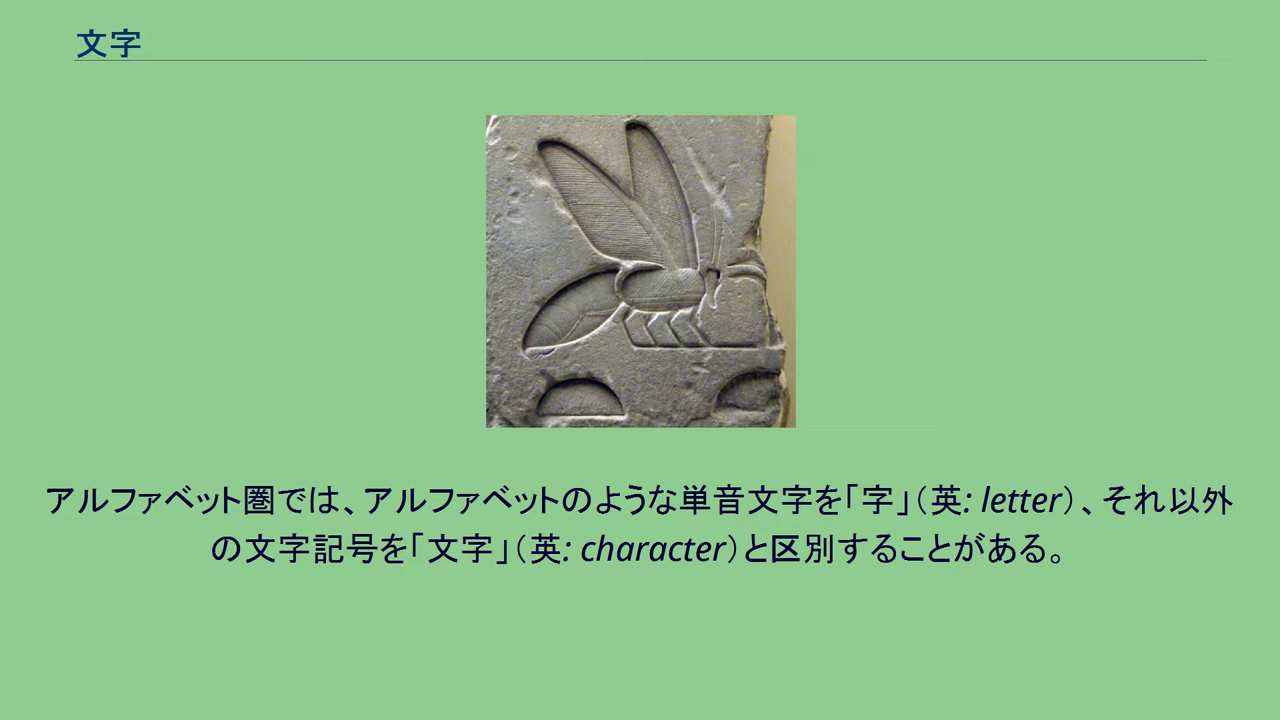 文字
アルファベット圏では、アルファベットのような単音文字を「字」（英: letter）、それ以外
の文字記号を「文字」（英: character）と区別することがある。